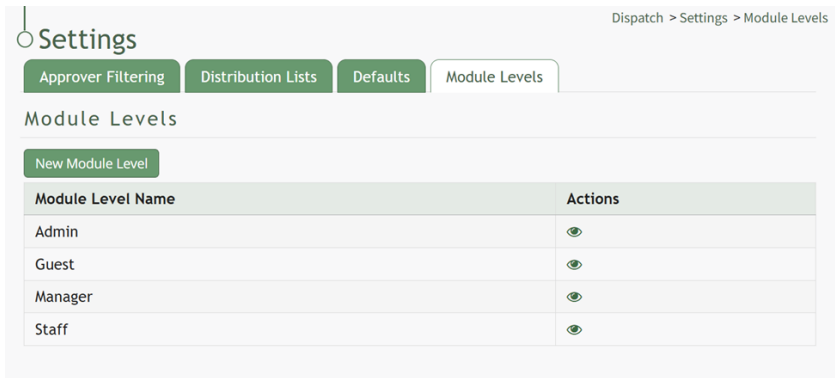 Dispatch > Settings > Module Levels
Settings
Approver Filtering Distribution Lists Defaults Module Levels
Module Levels
New Module Level
Module Level Name Actions
Admin
Guest
Manager
Staff